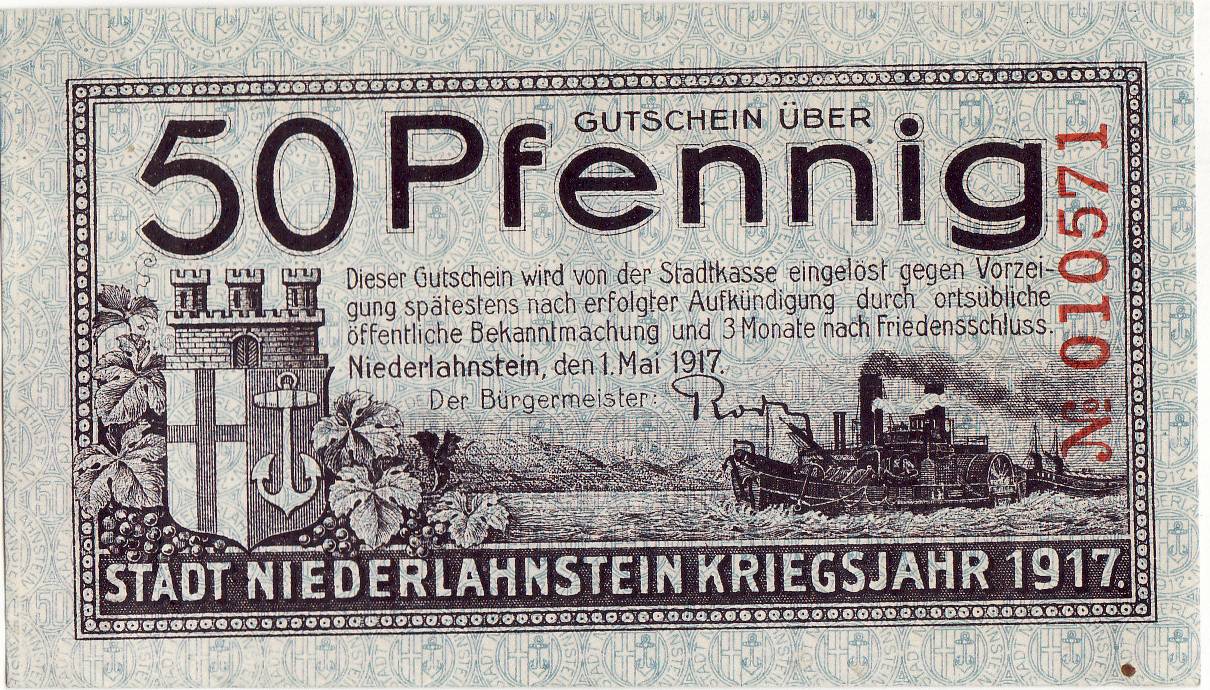 GUTSCHEIN ÜBER
50 Pfennig
Dieser Gutschein wird von der Stadtkasse eingelöst gegen Vorzei-
gung spätestens nach erfolgter Aufkündigung durch ortsübliche
öffentliche Bekanntmachung und 3 Monate nach Friedensschluss.
Niederlahnstein, den 1. Mai 1917.
Der Bürgermeister:
№ 010571
STADT NIEDERLAHNSTEIN KRIEGSJAHR 1917.